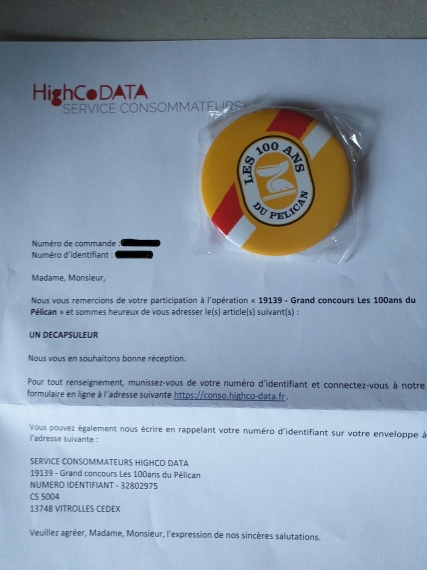 HighCo DATA
SERVICE CONSOMMATEURS
LES 100 ANS
DU PELICAN
Numéro de commande :
Numéro d'identifiant :
Madame, Monsieur,
Nous vous remercions de votre participation à l'opération « 19139 - Grand concours Les 100ans du
Pélican » et sommes heureux de vous adresser le(s) article(s) suivant(s) :
UN DECAPSULEUR
Nous vous en souhaitons bonne réception.
Pour tout renseignement, munissez-vous de votre numéro d'identifiant et connectez-vous à notre
formulaire en ligne à l'adresse suivante https://conso.highco-data.fr.
Vous pouvez également nous écrire en rappelant votre numéro d'identifiant sur votre enveloppe à
l'adresse suivante :
SERVICE CONSOMMATEURS HIGHCO DATA
19139 - Grand concours Les 100ans du Pélican
NUMERO IDENTIFIANT - 32802975
CS 5004
13748 VITROLLES CEDEX
Veuillez agréer, Madame, Monsieur, l'expression de nos sincères salutations.